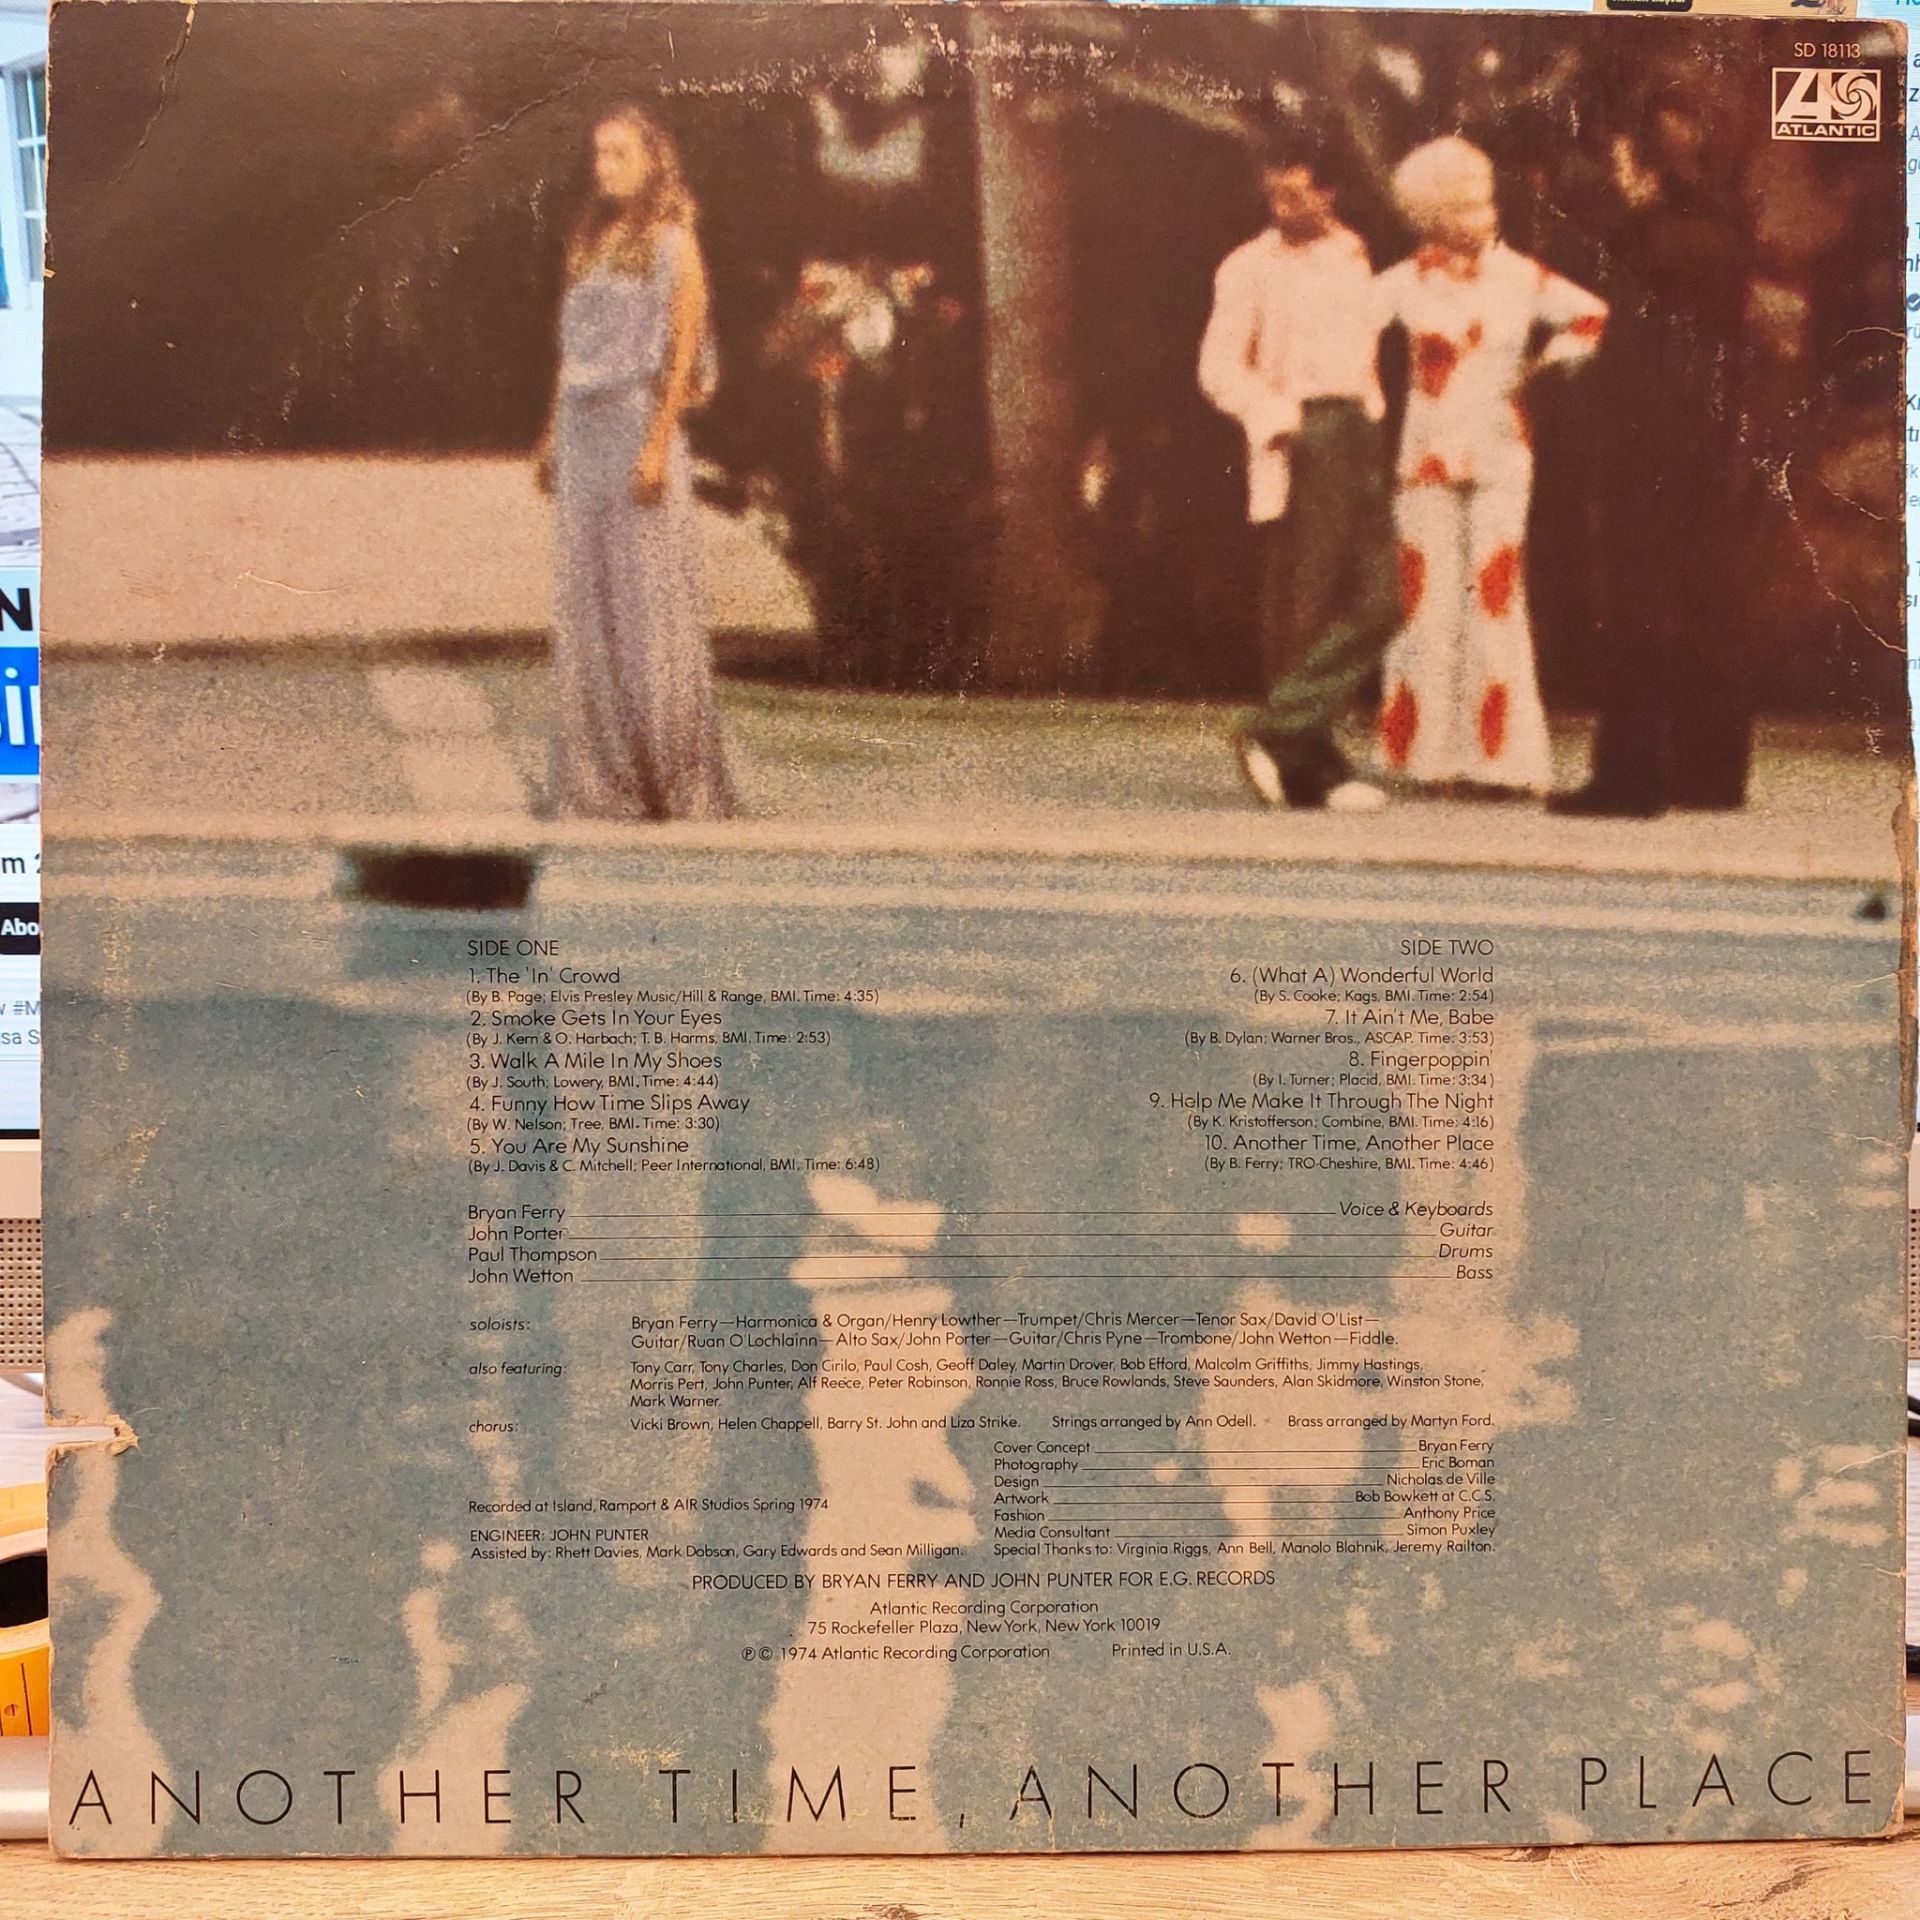 SD 18113
ATLANTIC
SIDE ONE
1. The 'In' Crowd
(By B. Page; Elvis Presley Music/Hill & Range, BMI. Time: 4:35)
2. Smoke Gets In Your Eyes
(By J. Kern & O. Harbach; T. B. Harms, BMI. Time: 2:53)
3. Walk A Mile In My Shoes
(By J. South; Lowery, BMI. Time: 4:44)
4. Funny How Time Slips Away
(By W. Nelson; Tree, BMI. Time: 3:30)
5. You Are My Sunshine
(By J. Davis & C. Mitchell; Peer International, BMI. Time: 6:48)
SIDE TWO
6. (What A) Wonderful World
(By S. Cooke; Kags, BMI. Time: 2:54)
7. It Ain't Me, Babe
(By B. Dylan; Warner Bros., ASCAP. Time: 3:53)
8. Fingerpoppin'
(By I. Turner; Placid, BMI. Time: 3:34)
9. Help Me Make It Through The Night
(By K. Kristofferson; Combine, BMI. Time: 4:16)
10. Another Time, Another Place
(By B. Ferry; TRO-Cheshire, BMI. Time: 4:46)
Bryan Ferry Voice & Keyboards
John Porter Guitar
Paul Thompson Drums
John Wetton Bass
soloists: Bryan Ferry—Harmonica & Organ/Henry Lowther—Trumpet/Chris Mercer—Tenor Sax/David O'List—
Guitar/Ruan O'Lochlainn—Alto Sax/John Porter—Guitar/Chris Pyne—Trombone/John Wetton—Fiddle.
also featuring: Tony Carr, Tony Charles, Don Cirilo, Paul Cosh, Geoff Daley, Martin Drover, Bob Efford, Malcolm Griffiths, Jimmy Hastings,
Morris Pert, John Punter, Alf Reece, Peter Robinson, Ronnie Ross, Bruce Rowlands, Steve Saunders, Alan Skidmore, Winston Stone,
Mark Warner.
chorus: Vicki Brown, Helen Chappell, Barry St. John and Liza Strike. Strings arranged by Ann Odell. Brass arranged by Martyn Ford.
Cover Concept Bryan Ferry
Photography Eric Boman
Design Nicholas de Ville
Artwork Bob Bowkett at C.C.S.
Fashion Anthony Price
Media Consultant Simon Puxley
Special Thanks to: Virginia Riggs, Ann Bell, Manolo Blahnik, Jeremy Railton.
Recorded at Island, Ramport & AIR Studios Spring 1974
ENGINEER: JOHN PUNTER
Assisted by: Rhett Davies, Mark Dobson, Gary Edwards and Sean Milligan.
PRODUCED BY BRYAN FERRY AND JOHN PUNTER FOR E.G. RECORDS
Atlantic Recording Corporation
75 Rockefeller Plaza, New York, New York 10019
℗ © 1974 Atlantic Recording Corporation Printed in U.S.A.
ANOTHER TIME, ANOTHER PLACE